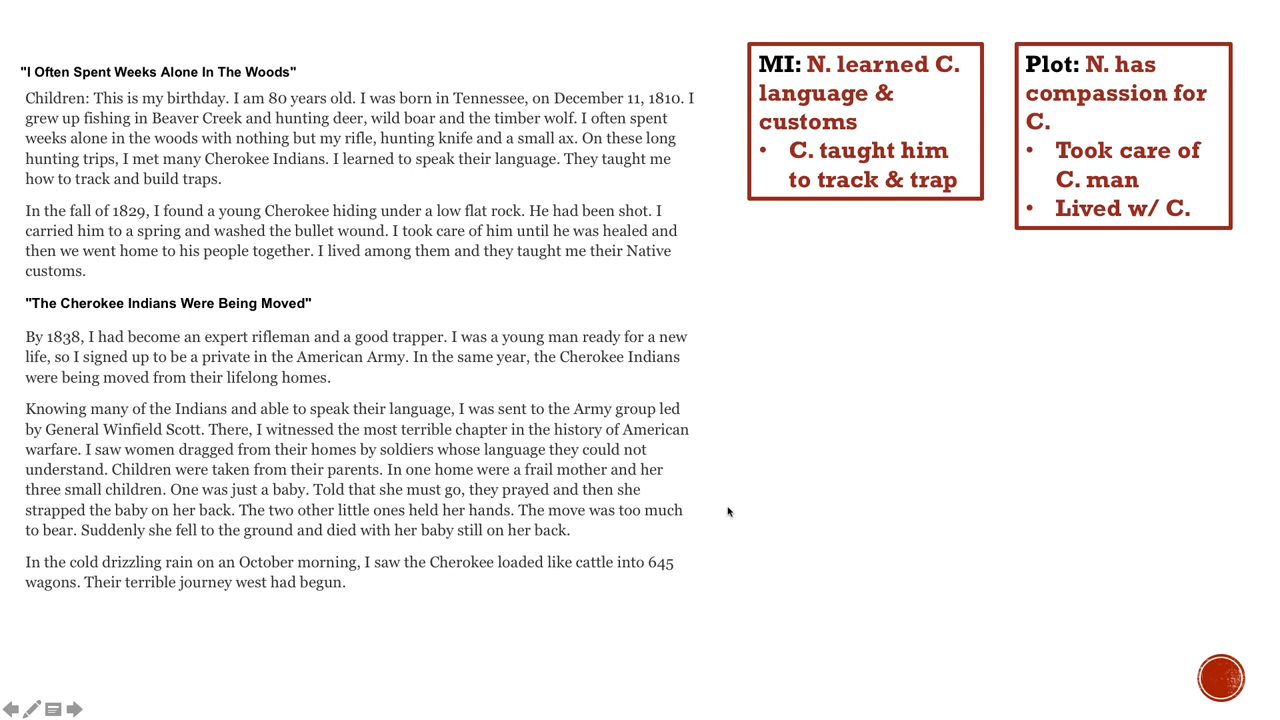 "I Often Spent Weeks Alone In The Woods"
Children: This is my birthday. I am 80 years old. I was born in Tennessee, on December 11, 1810. I
grew up fishing in Beaver Creek and hunting deer, wild boar and the timber wolf. I often spent
weeks alone in the woods with nothing but my rifle, hunting knife and a small ax. On these long
hunting trips, I met many Cherokee Indians. I learned to speak their language. They taught me
how to track and build traps.
In the fall of 1829, I found a young Cherokee hiding under a low flat rock. He had been shot. I
carried him to a spring and washed the bullet wound. I took care of him until he was healed and
then we went home to his people together. I lived among them and they taught me their Native
customs.
"The Cherokee Indians Were Being Moved"
By 1838, I had become an expert rifleman and a good trapper. I was a young man ready for a new
life, so I signed up to be a private in the American Army. In the same year, the Cherokee Indians
were being moved from their lifelong homes.
Knowing many of the Indians and able to speak their language, I was sent to the Army group led
by General Winfield Scott. There, I witnessed the most terrible chapter in the history of American
warfare. I saw women dragged from their homes by soldiers whose language they could not
understand. Children were taken from their parents. In one home were a frail mother and her
three small children. One was just a baby. Told that she must go, they prayed and then she
strapped the baby on her back. The two other little ones held her hands. The move was too much
to bear. Suddenly she fell to the ground and died with her baby still on her back.
In the cold drizzling rain on an October morning, I saw the Cherokee loaded like cattle into 645
wagons. Their terrible journey west had begun.
MI: N. learned C.
language &
customs
• C. taught him
to track & trap
Plot: N. has
compassion for
C.
• Took care of
C. man
• Lived w/ C.